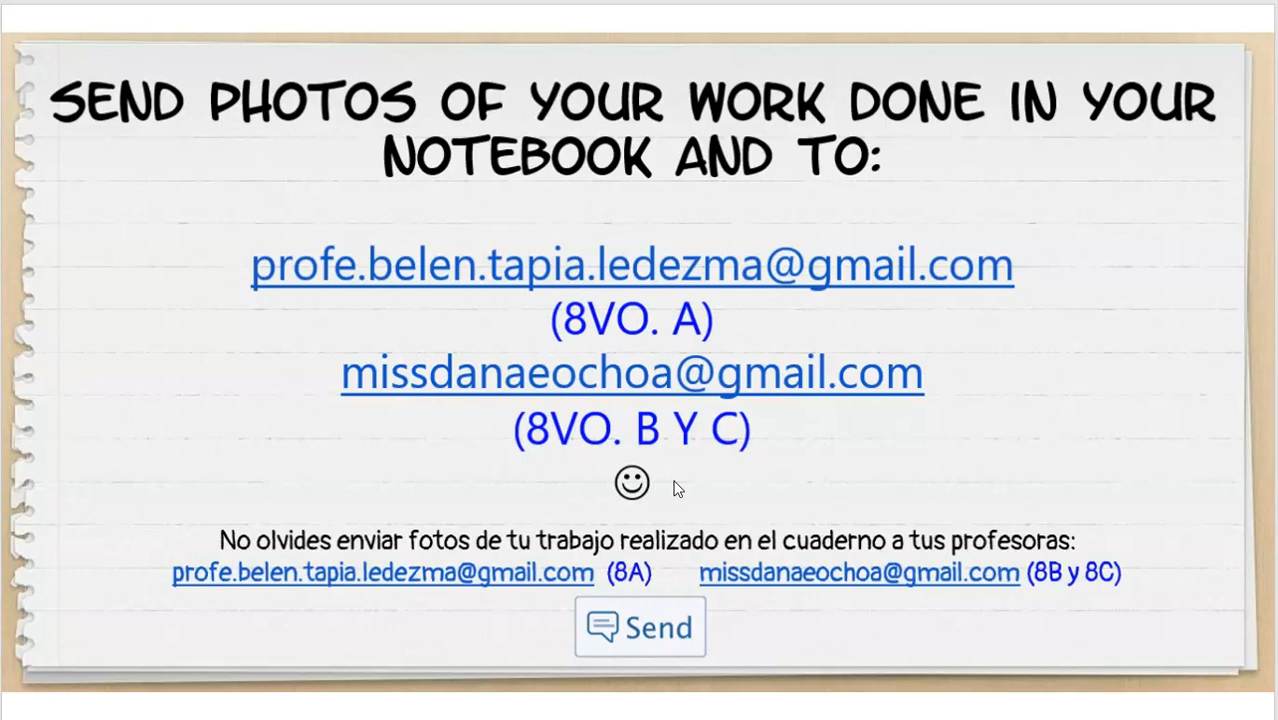 SEND PHOTOS OF YOUR WORK DONE IN YOUR
NOTEBOOK AND TO:
profe.belen.tapia.ledezma@gmail.com
(8VO. A)
missdanaeochoa@gmail.com
(8VO. B Y C)
No olvides enviar fotos de tu trabajo realizado en el cuaderno a tus profesoras:
profe.belen.tapia.ledezma@gmail.com (8A) missdanaeochoa@gmail.com (8B y 8C)
Send